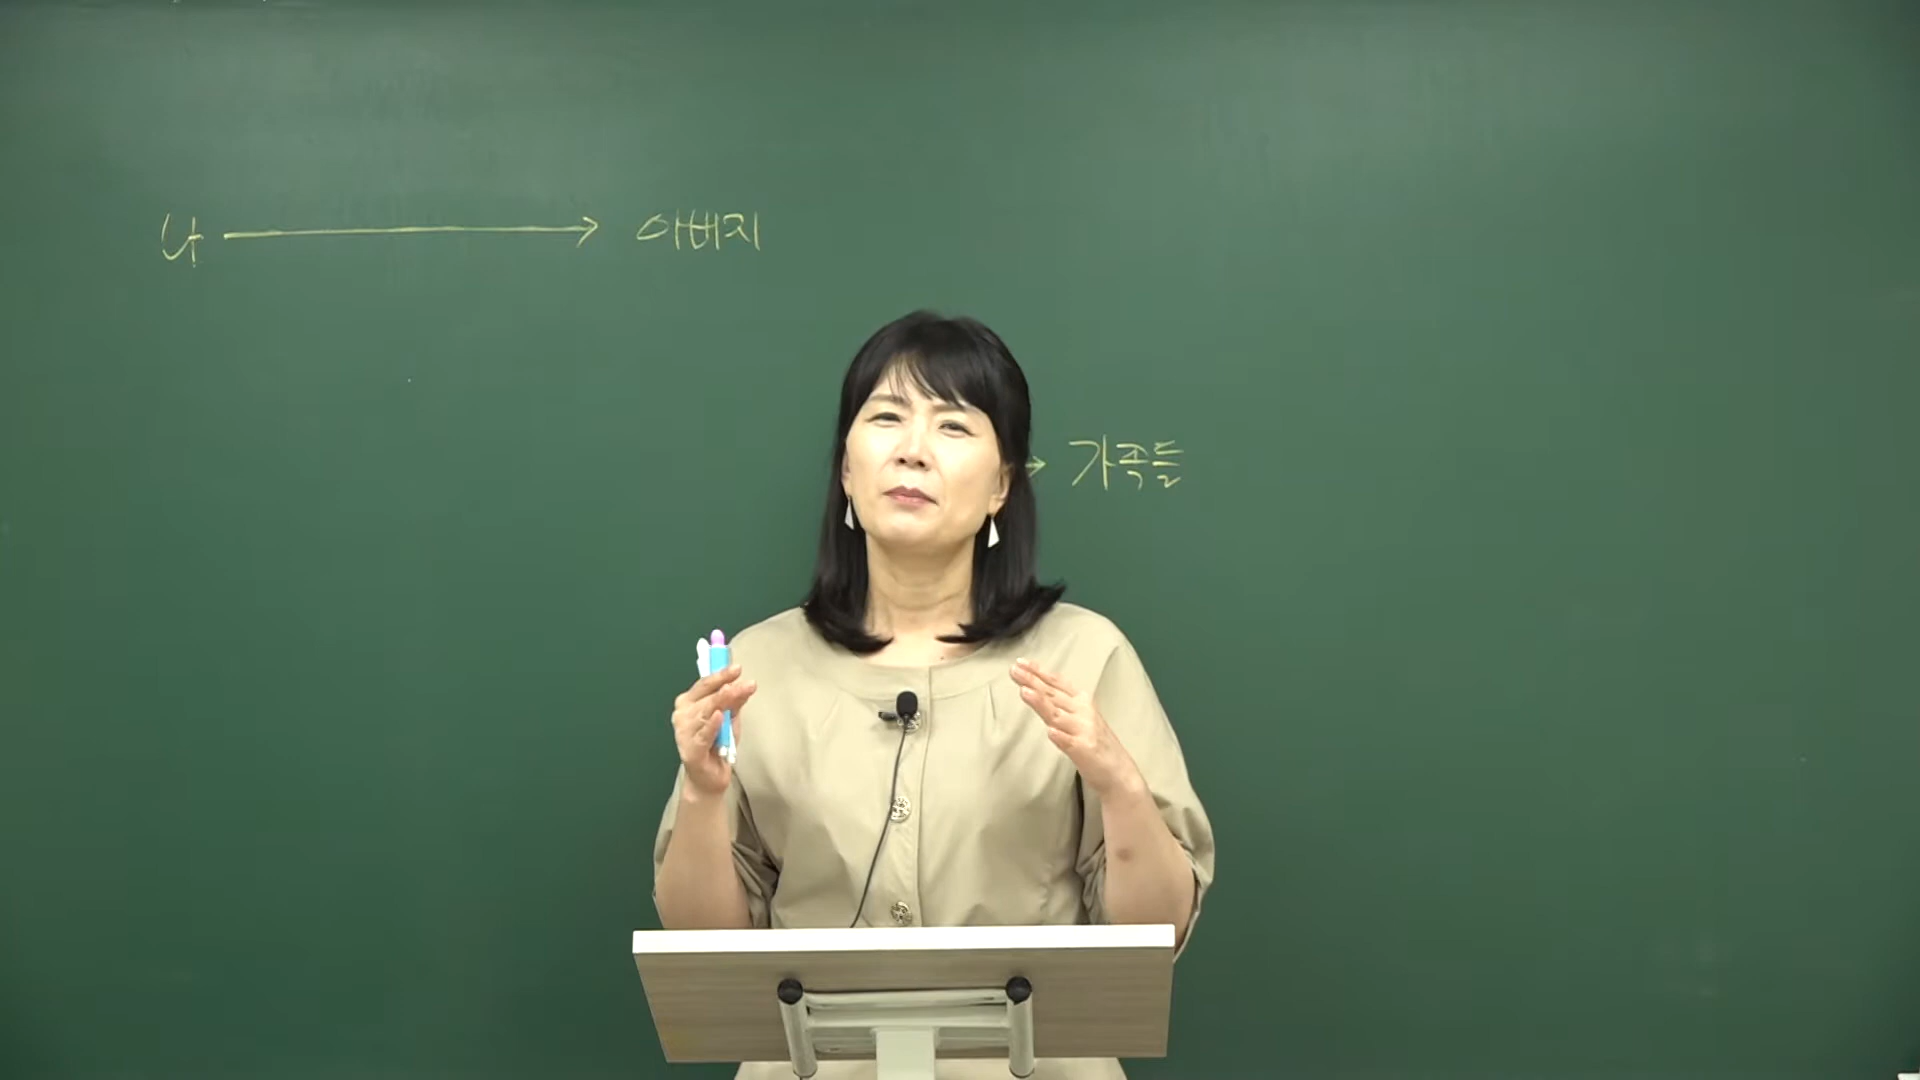 나 → 아버지
→ 가족들